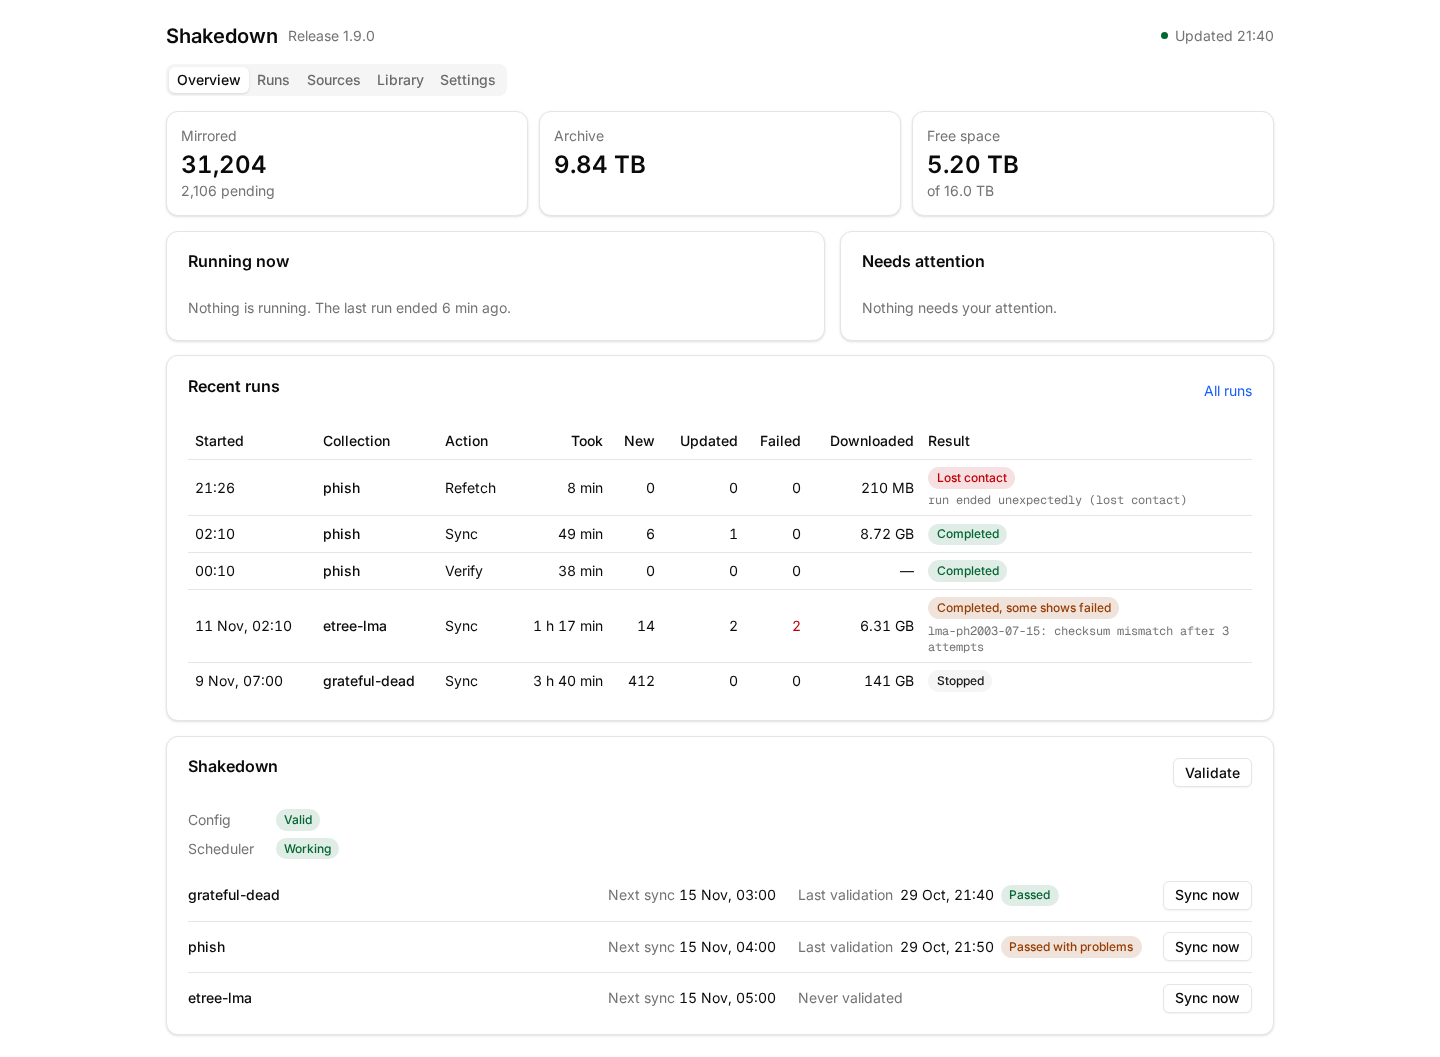 Shakedown Release 1.9.0
Updated 21:40
Overview Runs Sources Library Settings
Mirrored
31,204
2,106 pending
Archive
9.84 TB
Free space
5.20 TB
of 16.0 TB
Running now
Nothing is running. The last run ended 6 min ago.
Needs attention
Nothing needs your attention.
Recent runs
All runs
Started Collection Action Took New Updated Failed Downloaded Result
21:26 phish Refetch 8 min 0 0 0 210 MB Lost contact
run ended unexpectedly (lost contact)
02:10 phish Sync 49 min 6 1 0 8.72 GB Completed
00:10 phish Verify 38 min 0 0 0 — Completed
11 Nov, 02:10 etree-lma Sync 1 h 17 min 14 2 2 6.31 GB Completed, some shows failed
lma-ph2003-07-15: checksum mismatch after 3
attempts
9 Nov, 07:00 grateful-dead Sync 3 h 40 min 412 0 0 141 GB Stopped
Shakedown
Validate
Config Valid
Scheduler Working
grateful-dead Next sync 15 Nov, 03:00 Last validation 29 Oct, 21:40 Passed Sync now
phish Next sync 15 Nov, 04:00 Last validation 29 Oct, 21:50 Passed with problems Sync now
etree-lma Next sync 15 Nov, 05:00 Never validated Sync now